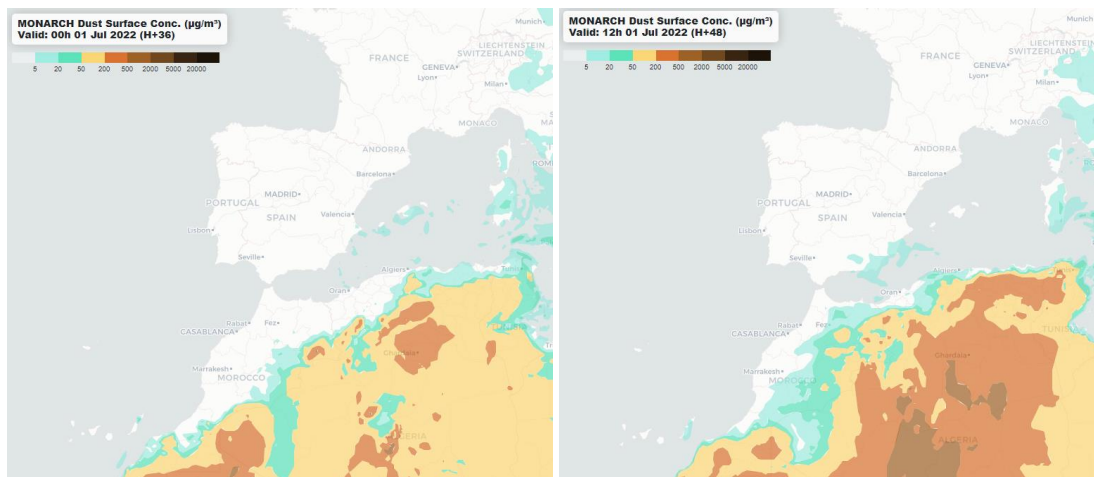 MONARCH Dust Surface Conc. (µg/m³)
Valid: 00h 01 Jul 2022 (H+36)
5 20 50 200 500 2000 5000 20000
Munich
LIECHTENSTEIN
FRANCE
SWITZERLAND
GENEVA
Lyon
Milan
MONACO
ANDORRA
Barcelona
MADRID
PORTUGAL
SPAIN
Valencia
Lisbon
Seville
Algiers
Tunis
Oran
Rabat
Fez
CASABLANCA
Ghardaia
Marrakesh
MOROCCO
ALGERIA
MONARCH Dust Surface Conc. (µg/m³)
Valid: 12h 01 Jul 2022 (H+48)
5 20 50 200 500 2000 5000 20000
Munich
LIECHTENSTEIN
FRANCE
SWITZERLAND
GENEVA
Lyon
Milan
MONACO
ANDORRA
Barcelona
MADRID
PORTUGAL
SPAIN
Valencia
Lisbon
Seville
Algiers
Oran
Rabat
Fez
CASABLANCA
TUNISIA
Ghardaia
Marrakesh
MOROCCO
ALGERIA